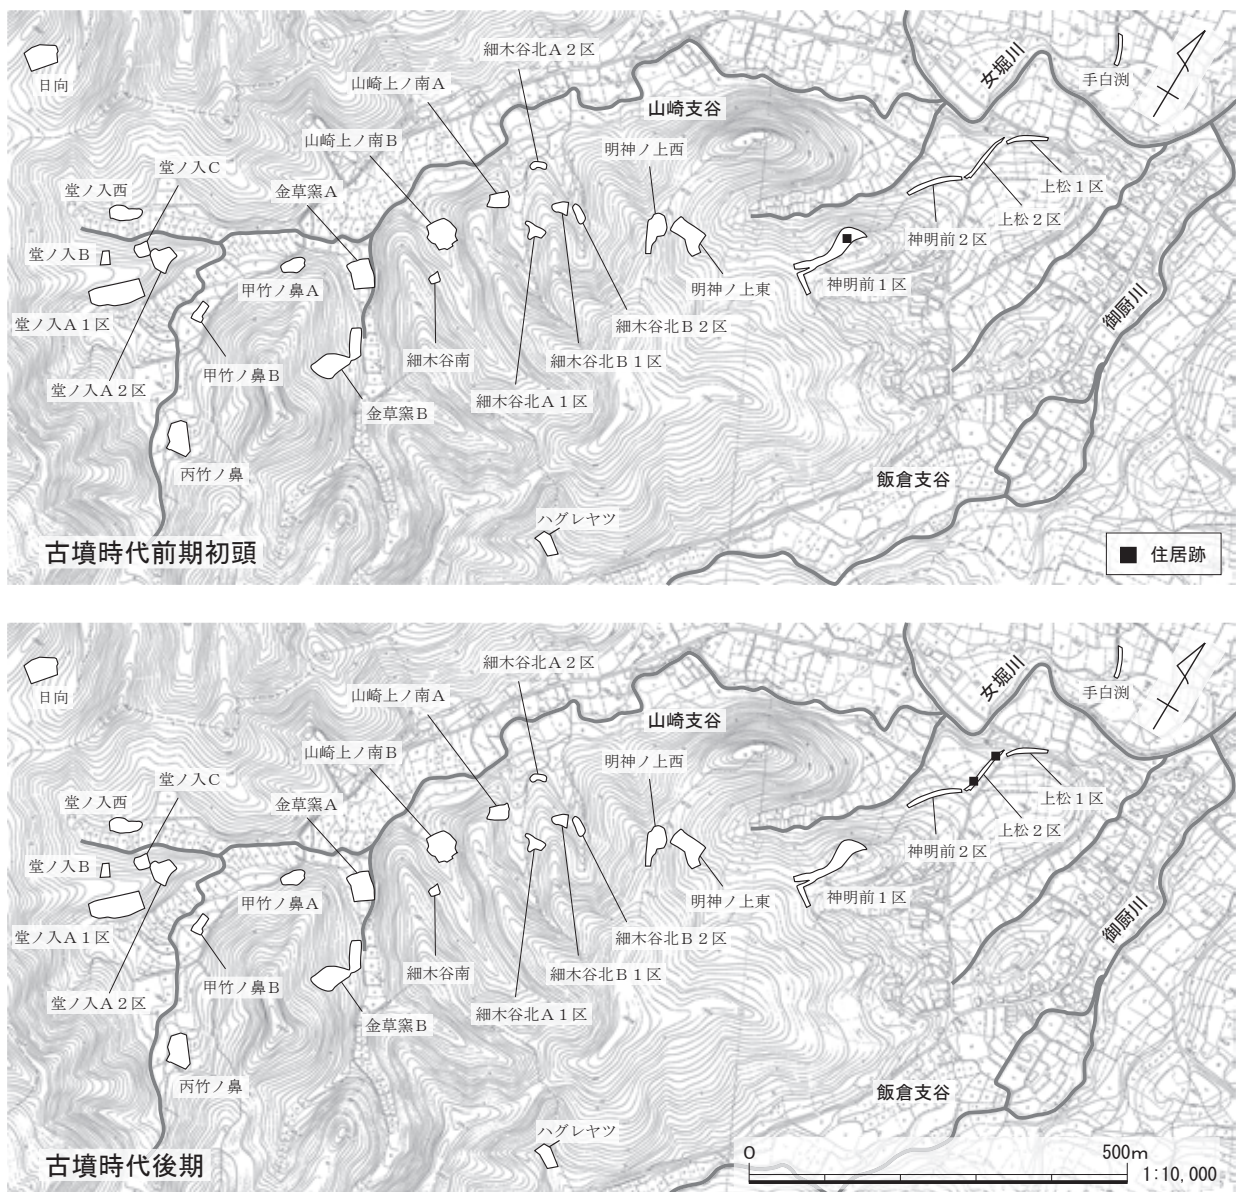 細木谷北A2区
女堀川
手白渕
日向
山崎上ノ南A
山崎支谷
山崎上ノ南B
明神ノ上西
堂ノ入C
堂ノ入西
金草窯A
上松1区
上松2区
堂ノ入B
神明前2区
甲竹ノ鼻A
明神ノ上東
神明前1区
御厨川
堂ノ入A1区
細木谷北B2区
甲竹ノ鼻B
細木谷南
細木谷北B1区
堂ノ入A2区
細木谷北A1区
金草窯B
丙竹ノ鼻
飯倉支谷
ハグレヤツ
古墳時代前期初頭
■ 住居跡
細木谷北A2区
女堀川
手白渕
日向
山崎上ノ南A
山崎支谷
山崎上ノ南B
明神ノ上西
堂ノ入C
堂ノ入西
金草窯A
上松1区
上松2区
堂ノ入B
神明前2区
甲竹ノ鼻A
明神ノ上東
神明前1区
御厨川
堂ノ入A1区
細木谷北B2区
甲竹ノ鼻B
細木谷南
細木谷北B1区
堂ノ入A2区
細木谷北A1区
金草窯B
丙竹ノ鼻
飯倉支谷
ハグレヤツ
古墳時代後期
0 500m
1:10,000